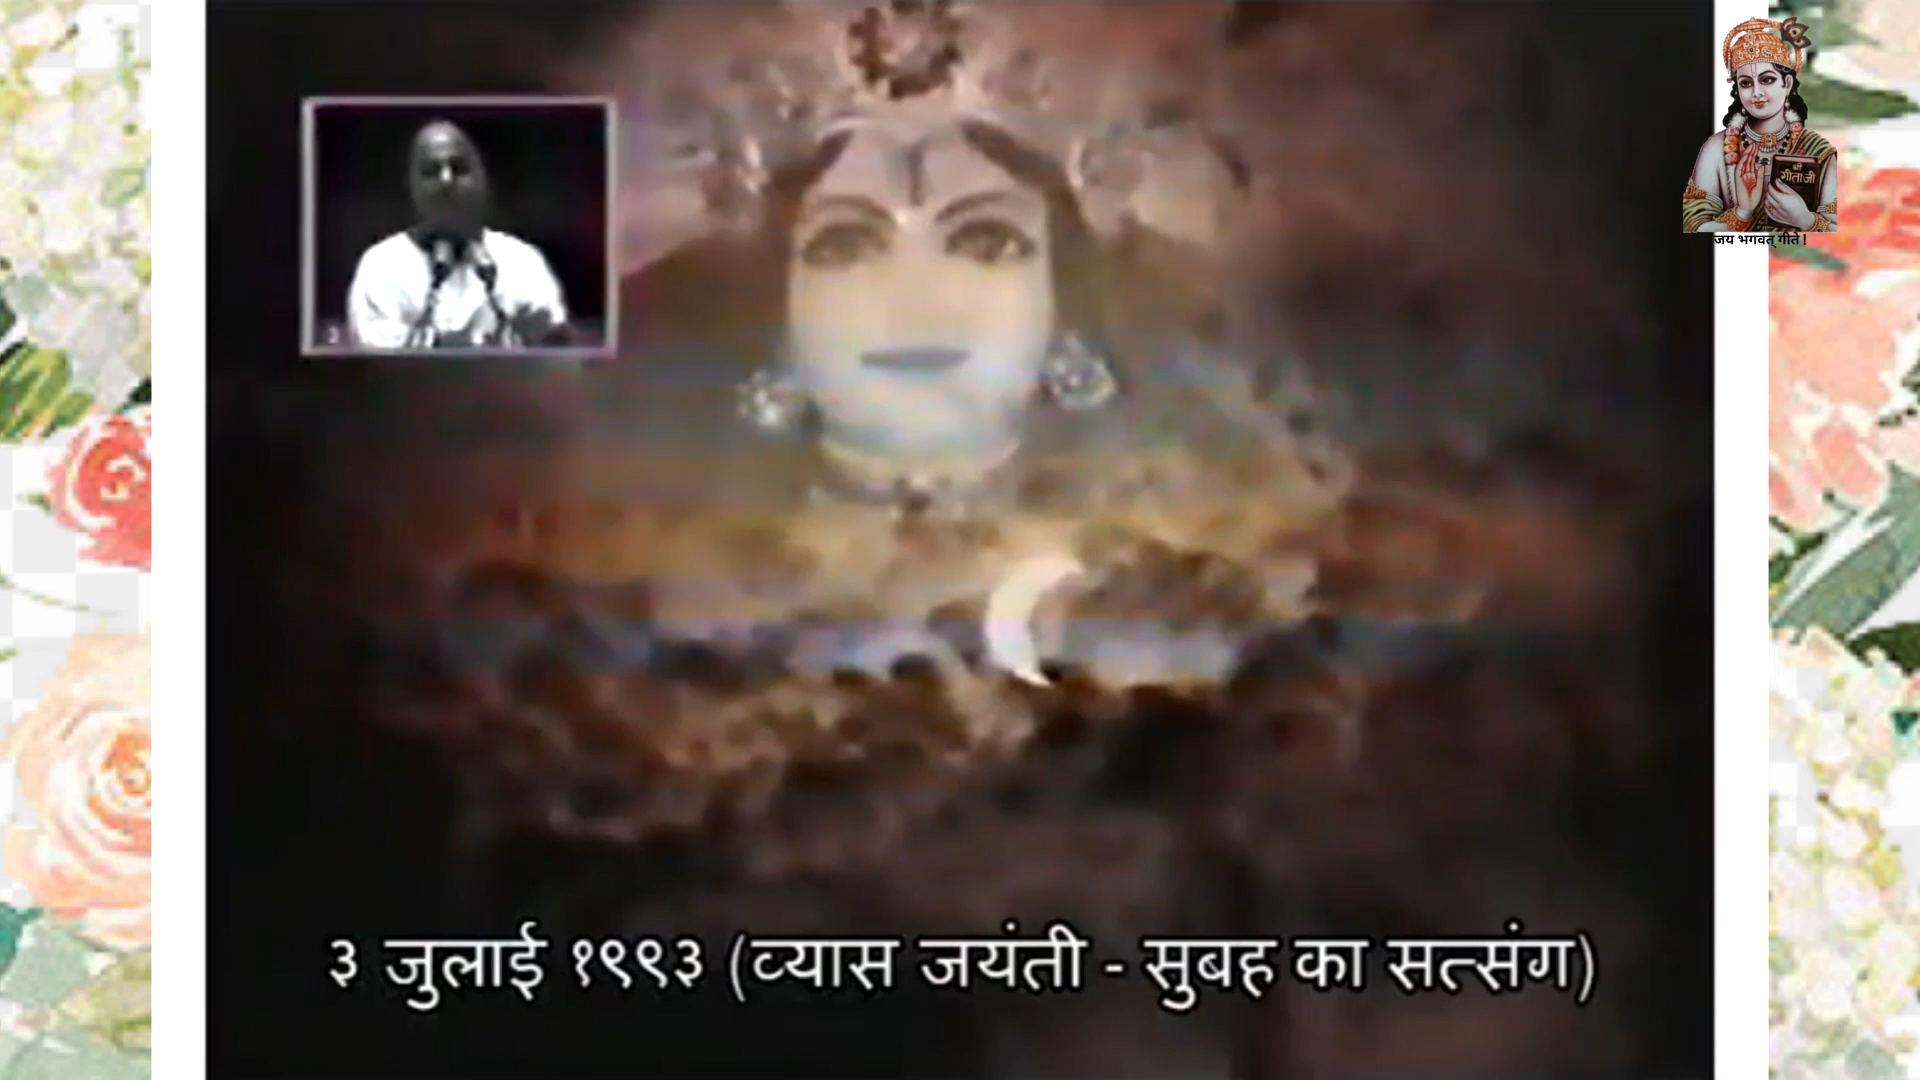 श्री
गीताजी
जय भगवत् गीते !
३ जुलाई १९९३ (व्यास जयंती - सुबह का सत्संग)